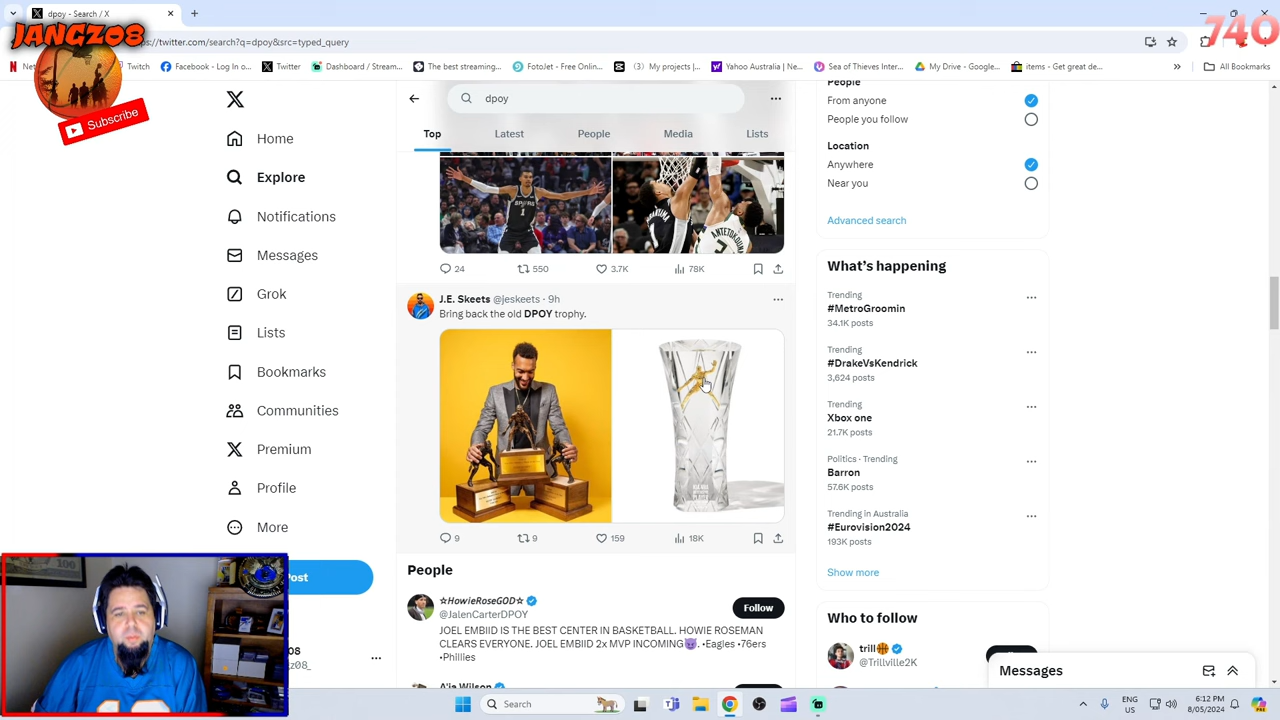 dpoy - Search / X
JANGZ08
740
Subscribe
ps://twitter.com/search?q=dpoy&src=typed_query
Net
Twitch
Facebook - Log In o...
Twitter
Dashboard / Stream...
The best streaming...
FotoJet - Free Onlin...
(3) My projects |...
Yahoo Australia | Ne...
Sea of Thieves Inter...
My Drive - Google...
items - Get great de...
All Bookmarks
Home
Explore
Notifications
Messages
Grok
Lists
Bookmarks
Communities
Premium
Profile
More
Post
08
z08_
dpoy
Top
Latest
People
Media
Lists
SPURS
1
24
550
3.7K
78K
J.E. Skeets @jeskeets · 9h
Bring back the old DPOY trophy.
9
9
159
18K
People
☆HowieRoseGOD☆
@JalenCarterDPOY
Follow
JOEL EMBIID IS THE BEST CENTER IN BASKETBALL. HOWIE ROSEMAN
CLEARS EVERYONE. JOEL EMBIID 2x MVP INCOMING😈. •Eagles •76ers
•Phillies
A'ja Wilson
People
From anyone
People you follow
Location
Anywhere
Near you
Advanced search
What's happening
Trending
#MetroGroomin
34.1K posts
Trending
#DrakeVsKendrick
3,624 posts
Trending
Xbox one
21.7K posts
Politics · Trending
Barron
57.6K posts
Trending in Australia
#Eurovision2024
193K posts
Show more
Who to follow
trill🏀
@Trillville2K
Messages
Search
ENG
US
6:12 PM
8/05/2024